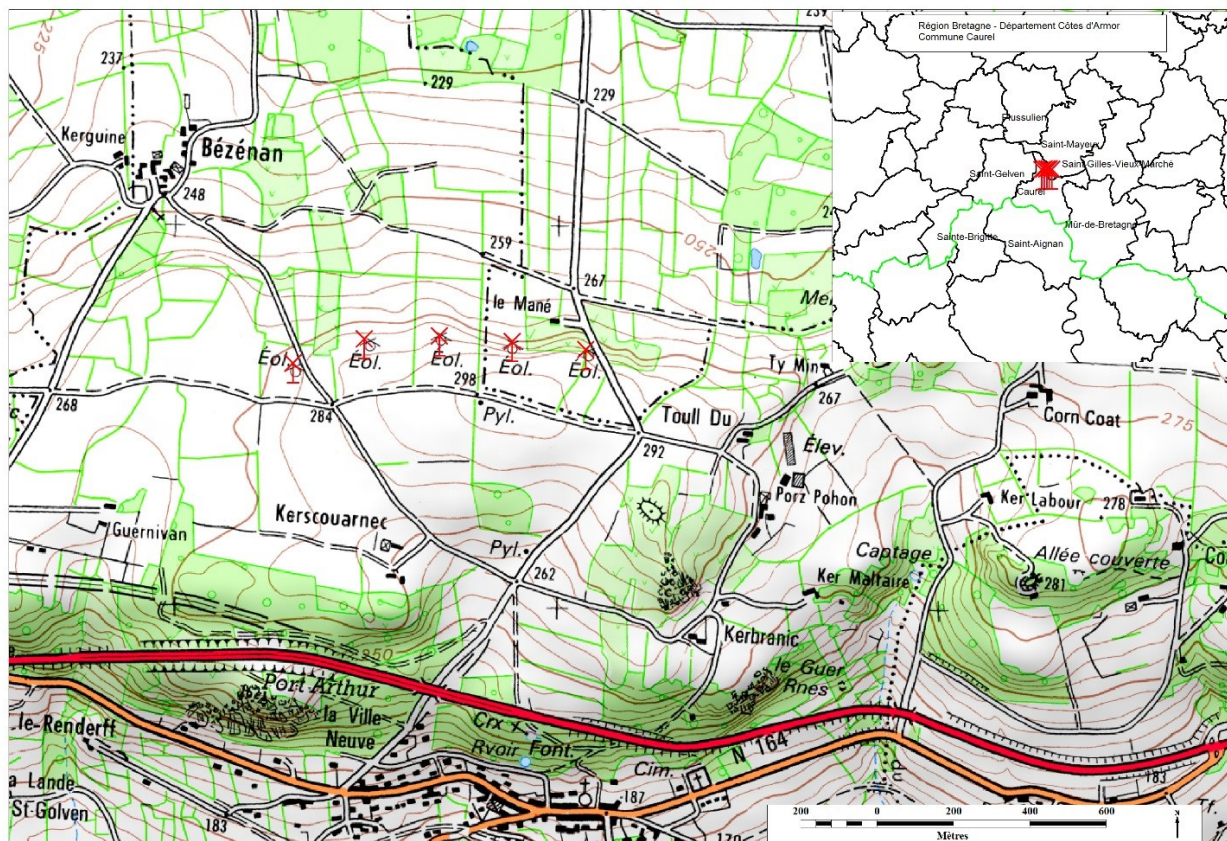 Région Bretagne - Département Côtes d'Armor
Commune Caurel
Plussulien
Saint-Mayeux
Saint-Gilles-Vieux-Marché
Saint-Gelven
Caurel
Mûr-de-Bretagne
Sainte-Brigitte
Saint-Aignan
225
237
229
239
229
Kerguine
Bézénan
248
259
250
267
le Mané
Éol.
Éol.
Éol.
Éol.
Éol.
298
Pyl.
268
284
Ty Min
267
Toull Du
292
Élev.
Corn Coat
275
Porz Pohon
Ker Labour
278
Guernivan
Kerscouarnec
Pyl.
262
Captage
Allée couverte
Ker Maltaire
281
Kerbranic
250
le Guer
Rnes
Port Arthur
la Ville
Neuve
le-Renderff
Crx
Rvoir Font.
N 164
Cim.
187
183
183
St-Golven
200 0 200 400 600
Mètres